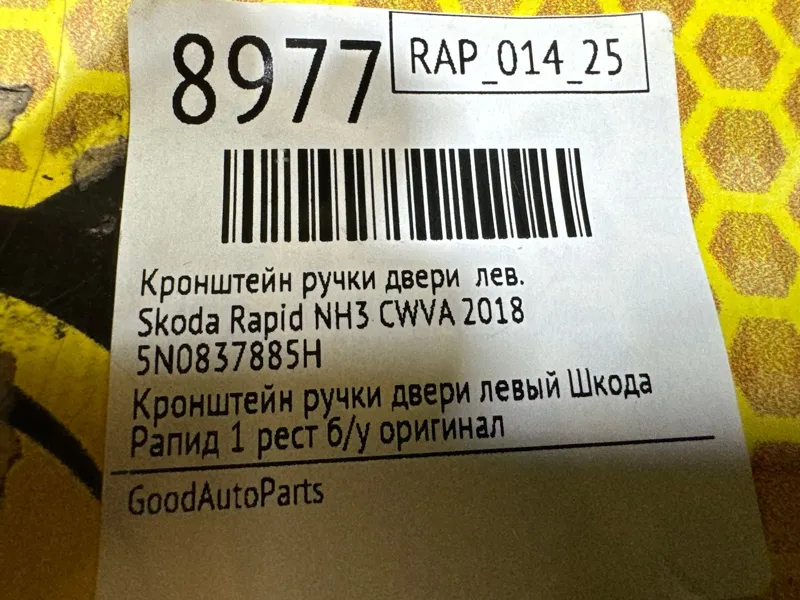 8977
RAP_014_25
Кронштейн ручки двери лев.
Skoda Rapid NH3 CWVA 2018
5N0837885H
Кронштейн ручки двери левый Шкода
Рапид 1 рест б/у оригинал
GoodAutoParts